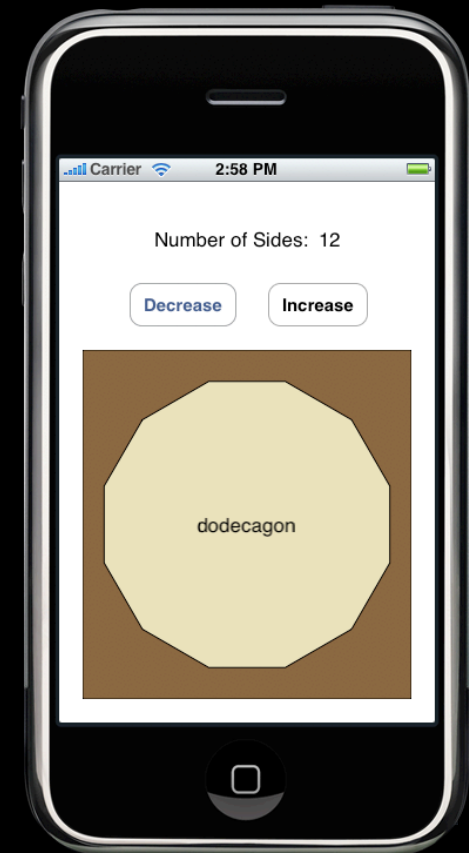 Carrier 2:58 PM
Number of Sides: 12
Decrease Increase
dodecagon